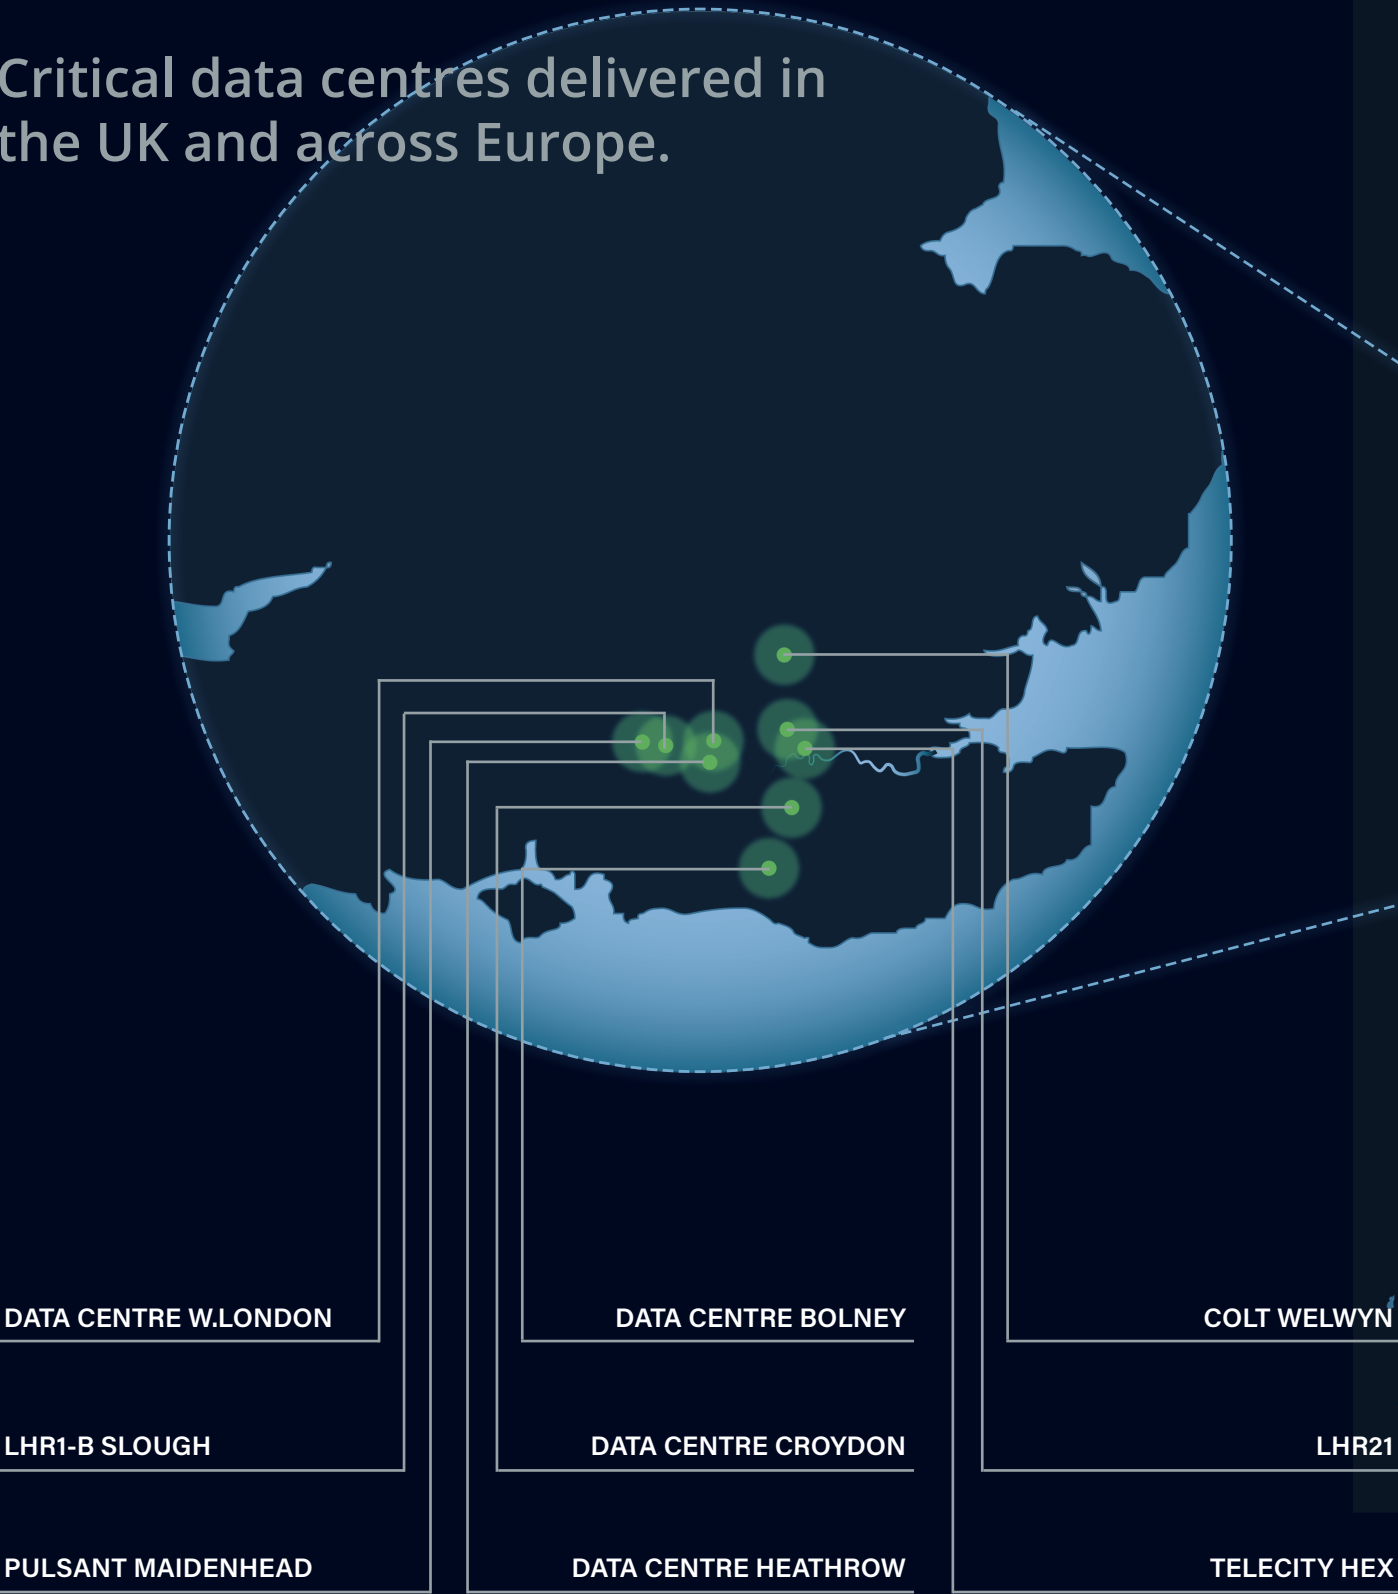 Critical data centres delivered in
the UK and across Europe.
DATA CENTRE W.LONDON
DATA CENTRE BOLNEY
COLT WELWYN
LHR1-B SLOUGH
DATA CENTRE CROYDON
LHR21
PULSANT MAIDENHEAD
DATA CENTRE HEATHROW
TELECITY HEX